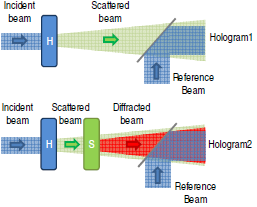 Incident beam
Scattered beam
H
Hologram1
Reference Beam
Incident beam
Scattered beam
Diffracted beam
H
S
Hologram2
Reference Beam